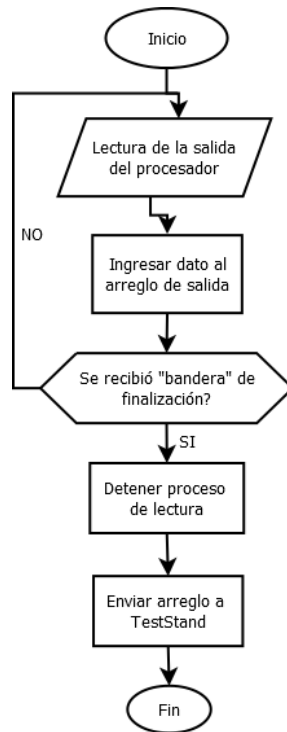 Inicio
Lectura de la salida
del procesador
NO
Ingresar dato al
arreglo de salida
Se recibió "bandera" de
finalización?
SI
Detener proceso
de lectura
Enviar arreglo a
TestStand
Fin